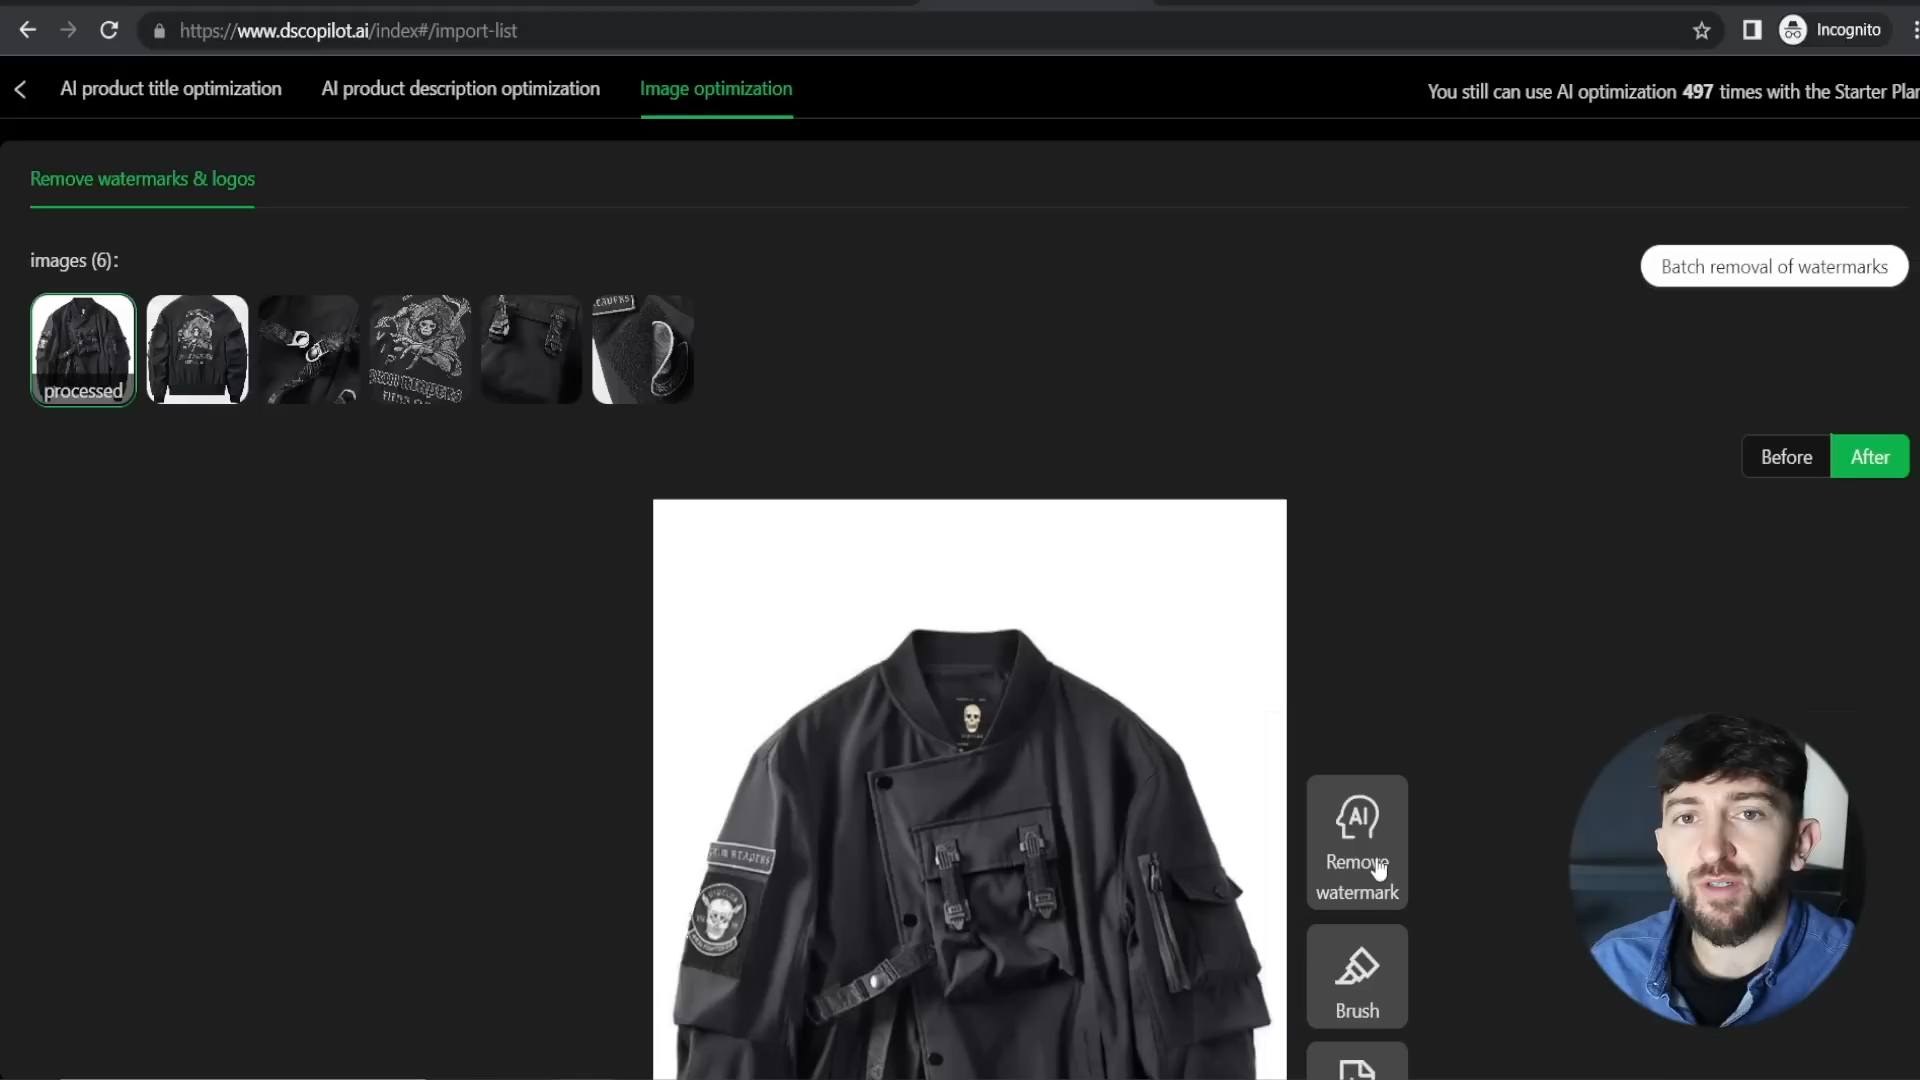 https://www.dscopilot.ai/index#/import-list
Incognito
AI product title optimization
AI product description optimization
Image optimization
You still can use AI optimization 497 times with the Starter Plan
Remove watermarks & logos
images (6):
Batch removal of watermarks
processed
Before
After
AI
Remove
watermark
Brush